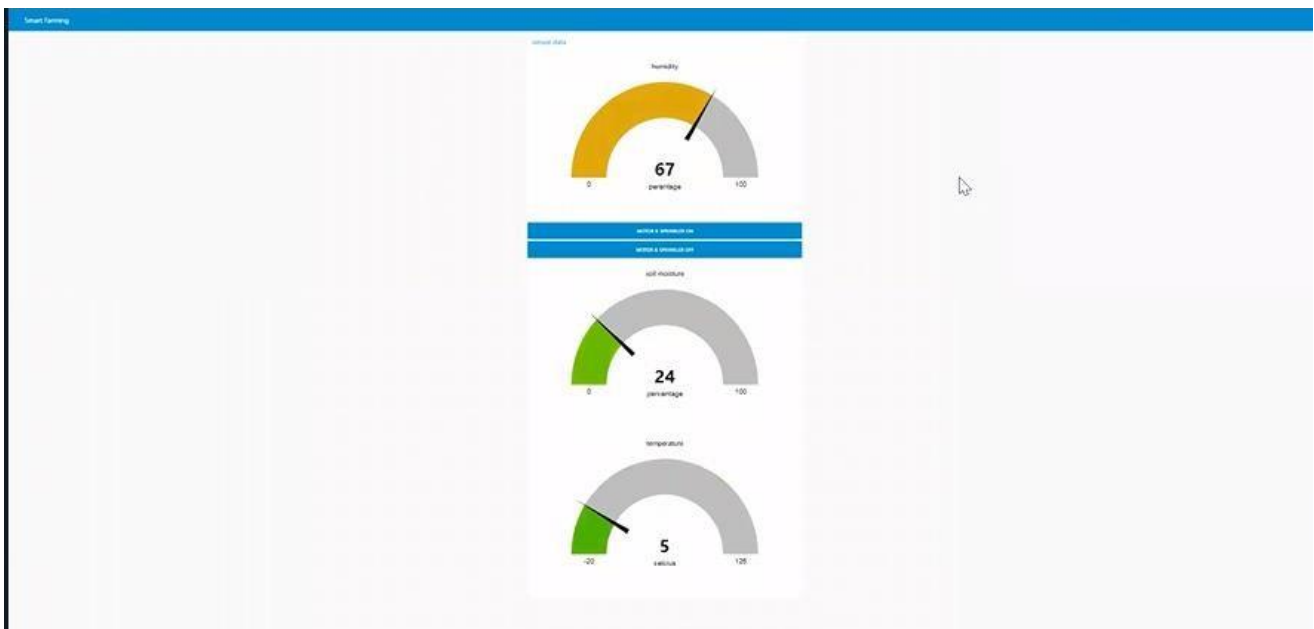 Smart Farming
sensor data
humidity
67
percentage
0
100
MOTOR & SPRINKLER ON
MOTOR & SPRINKLER OFF
soil moisture
24
percentage
0
100
temperature
5
celcius
-20
125